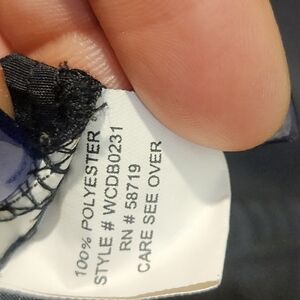 100% POLYESTER
STYLE # WCDB0231
RN # 58719
CARE SEE OVER